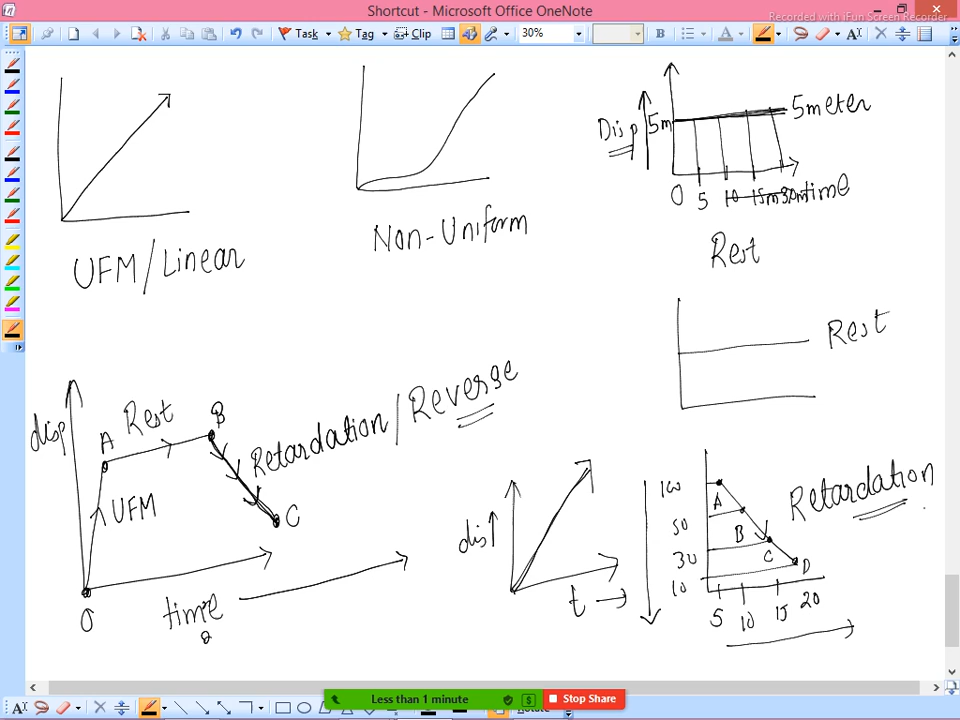 Shortcut - Microsoft Office OneNote
Recorded with iFun Screen Recorder
Task
Tag
Clip
30%
B
A
UFM/Linear
Non-Uniform
Disp
5m
5meter
0 5 10 15m 30m time
Rest
Rest
disp
A
Rest
B
Retardation/Reverse
UFM
C
O
time
dis
t
100
50
30
10
A
B
C
D
Retardation
5 10 15 20
Less than 1 minute
Stop Share